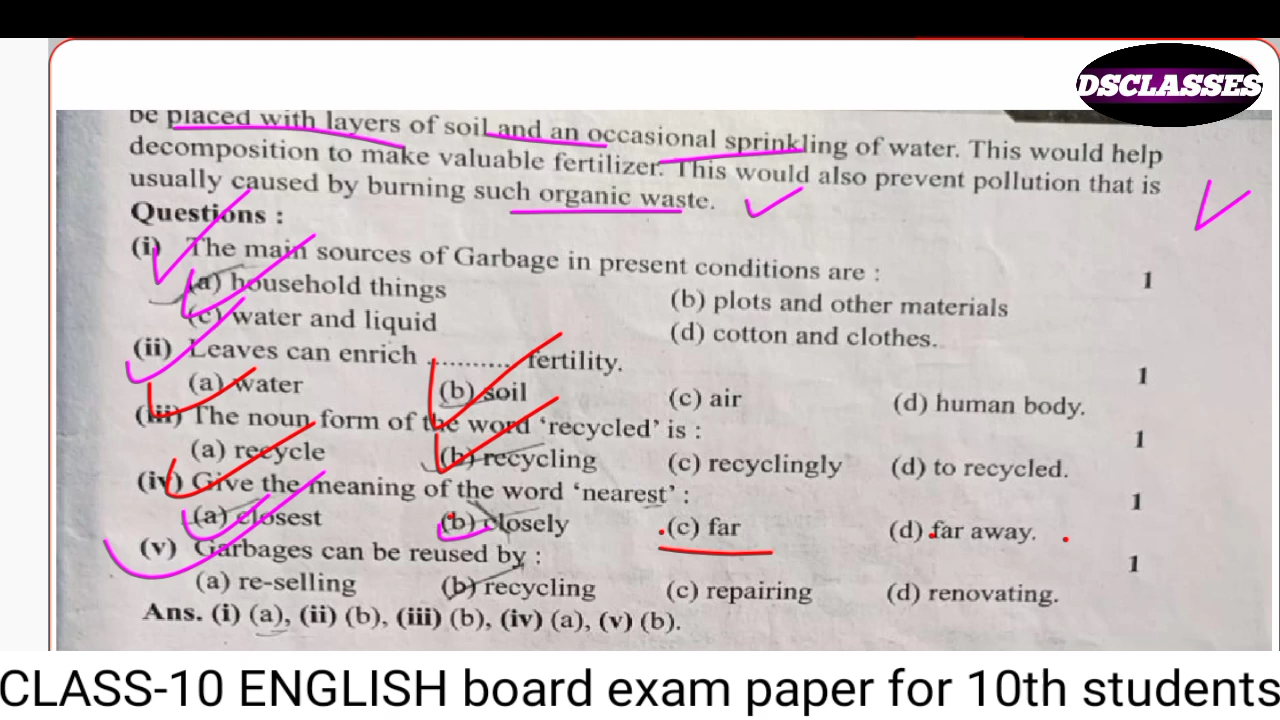 DSCLASSES
be placed with layers of soil and an occasional sprinkling of water. This would help
decomposition to make valuable fertilizer. This would also prevent pollution that is
usually caused by burning such organic waste.
Questions :
(i) The main sources of Garbage in present conditions are : 1
(a) household things (b) plots and other materials
(c) water and liquid (d) cotton and clothes.
(ii) Leaves can enrich ............ fertility. 1
(a) water (b) soil (c) air (d) human body.
(iii) The noun form of the word ‘recycled’ is : 1
(a) recycle (b) recycling (c) recyclingly (d) to recycled.
(iv) Give the meaning of the word ‘nearest’ : 1
(a) closest (b) closely (c) far (d) far away.
(v) Garbages can be reused by : 1
(a) re-selling (b) recycling (c) repairing (d) renovating.
Ans. (i) (a), (ii) (b), (iii) (b), (iv) (a), (v) (b).
CLASS-10 ENGLISH board exam paper for 10th students